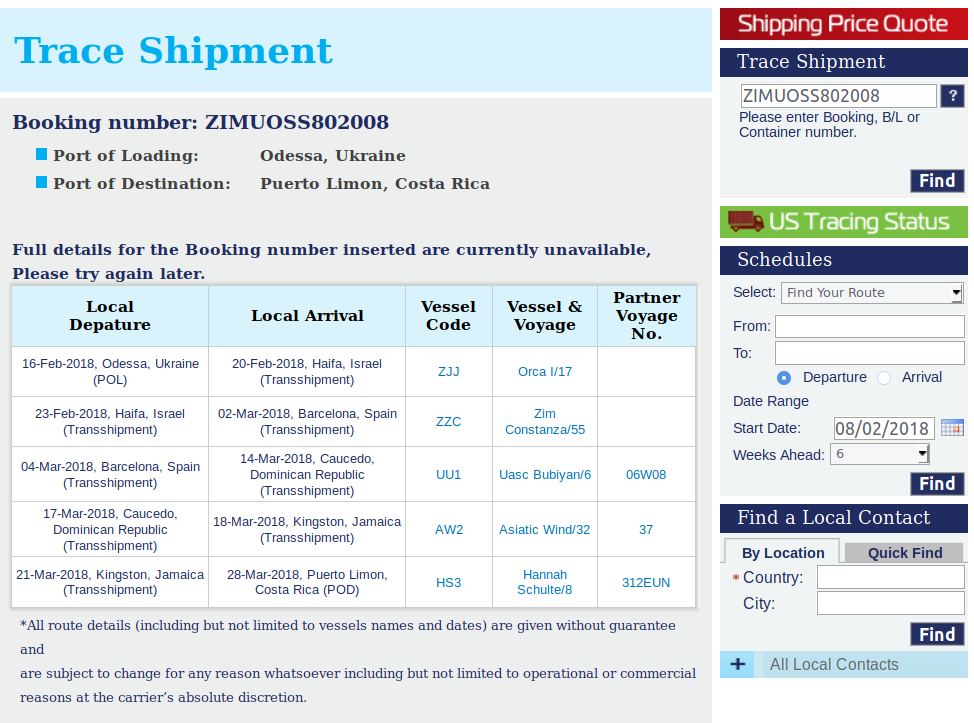 Trace Shipment
Booking number: ZIMUOSS802008
Port of Loading: Odessa, Ukraine
Port of Destination: Puerto Limon, Costa Rica
Full details for the Booking number inserted are currently unavailable,
Please try again later.
Local
Depature
Local Arrival
Vessel
Code
Vessel &
Voyage
Partner
Voyage
No.
16-Feb-2018, Odessa, Ukraine
(POL)
20-Feb-2018, Haifa, Israel
(Transshipment)
ZJJ
Orca I/17
23-Feb-2018, Haifa, Israel
(Transshipment)
02-Mar-2018, Barcelona, Spain
(Transshipment)
ZZC
Zim
Constanza/55
04-Mar-2018, Barcelona, Spain
(Transshipment)
14-Mar-2018, Caucedo,
Dominican Republic
(Transshipment)
UU1
Uasc Bubiyan/6
06W08
17-Mar-2018, Caucedo,
Dominican Republic
(Transshipment)
18-Mar-2018, Kingston, Jamaica
(Transshipment)
AW2
Asiatic Wind/32
37
21-Mar-2018, Kingston, Jamaica
(Transshipment)
28-Mar-2018, Puerto Limon,
Costa Rica (POD)
HS3
Hannah
Schulte/8
312EUN
*All route details (including but not limited to vessels names and dates) are given without guarantee
and
are subject to change for any reason whatsoever including but not limited to operational or commercial
reasons at the carrier’s absolute discretion.
Shipping Price Quote
Trace Shipment
ZIMUOSS802008 ?
Please enter Booking, B/L or
Container number.
Find
US Tracing Status
Schedules
Select: Find Your Route
From:
To:
Departure Arrival
Date Range
Start Date: 08/02/2018
Weeks Ahead: 6
Find
Find a Local Contact
By Location Quick Find
* Country:
City:
Find
+ All Local Contacts